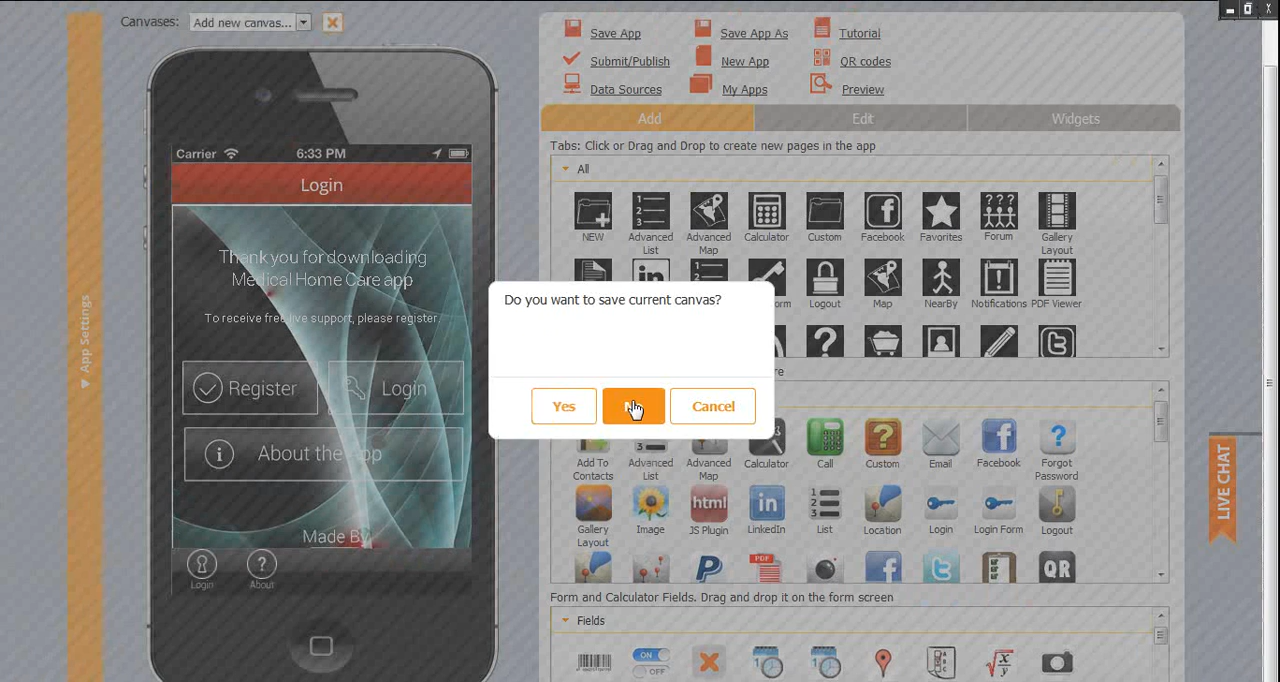 Canvases: Add new canvas...
Save App Save App As Tutorial
Submit/Publish New App QR codes
Data Sources My Apps Preview
Add Edit Widgets
Tabs: Click or Drag and Drop to create new pages in the app
All
NEW Advanced List Advanced Map Calculator Custom Facebook Favorites Forum Gallery Layout
Logout Map NearBy Notifications PDF Viewer
Carrier 6:33 PM
Login
Thank you for downloading
Medical Home Care app
To receive free live support, please register.
Register Login
About the App
Made By
Login About
App Settings
Do you want to save current canvas?
Yes Cancel
Add To Contacts Advanced List Advanced Map Calculator Call Custom Email Facebook Forgot Password
Gallery Layout Image JS Plugin LinkedIn List Location Login Login Form Logout
html in PDF QR
LIVE CHAT
Form and Calculator Fields. Drag and drop it on the form screen
Fields
ON OFF